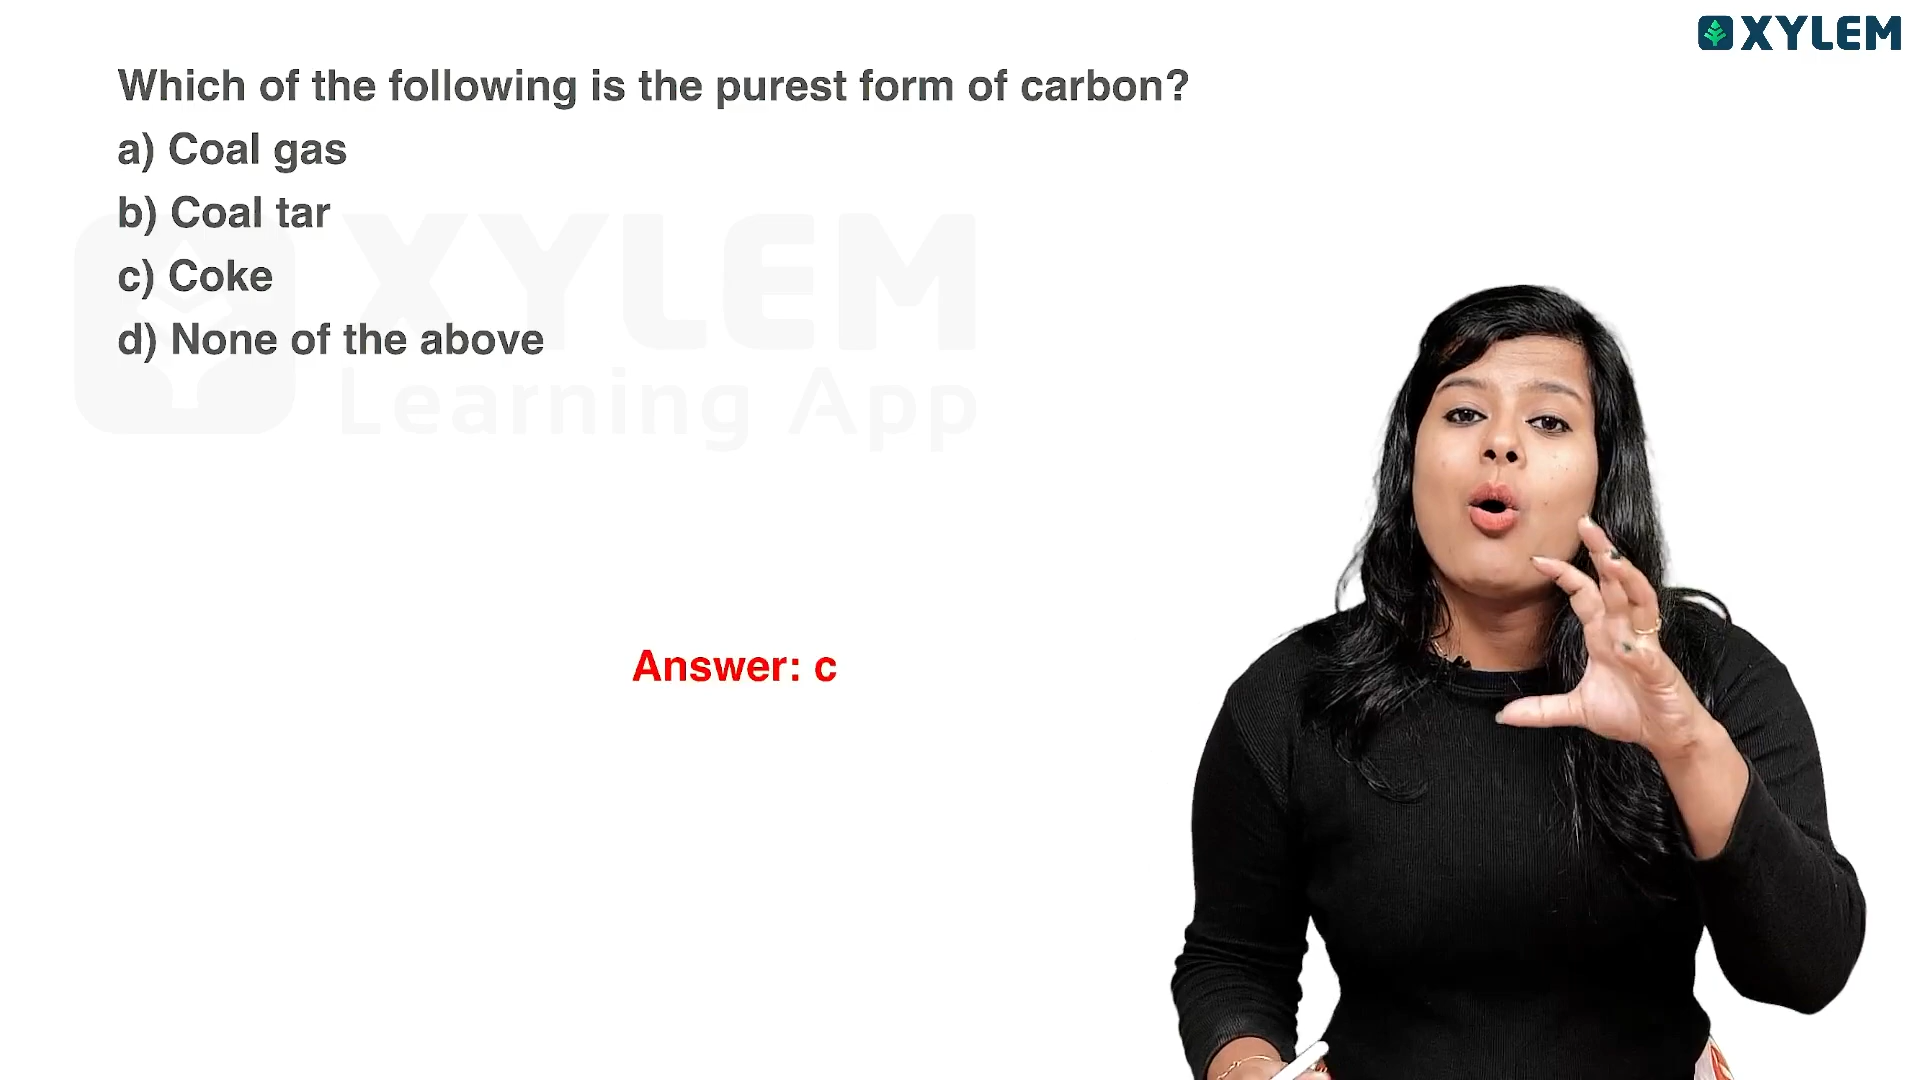 XYLEM
Which of the following is the purest form of carbon?
a) Coal gas
b) Coal tar
c) Coke
d) None of the above
XYLEM
Learning App
Answer: c